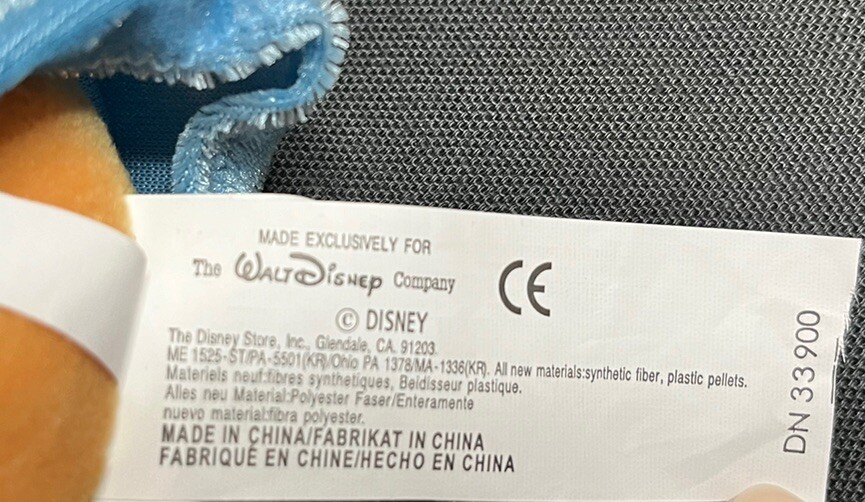 MADE EXCLUSIVELY FOR
The WALT DISNEP Company
CE
© DISNEY
The Disney Store, Inc., Glendale, CA. 91203.
ME 1525-ST/PA-5501(KR)/Ohio PA 1378/MA-1336(KR). All new materials:synthetic fiber, plastic pellets.
Materiels neuf:fibres synthetiques, Beidisseur plastique.
Alles neu Material:Polyester Faser/Enteramente
nuevo material:fibra polyester.
MADE IN CHINA/FABRIKAT IN CHINA
FABRIQUÉ EN CHINE/HECHO EN CHINA
DN 33900